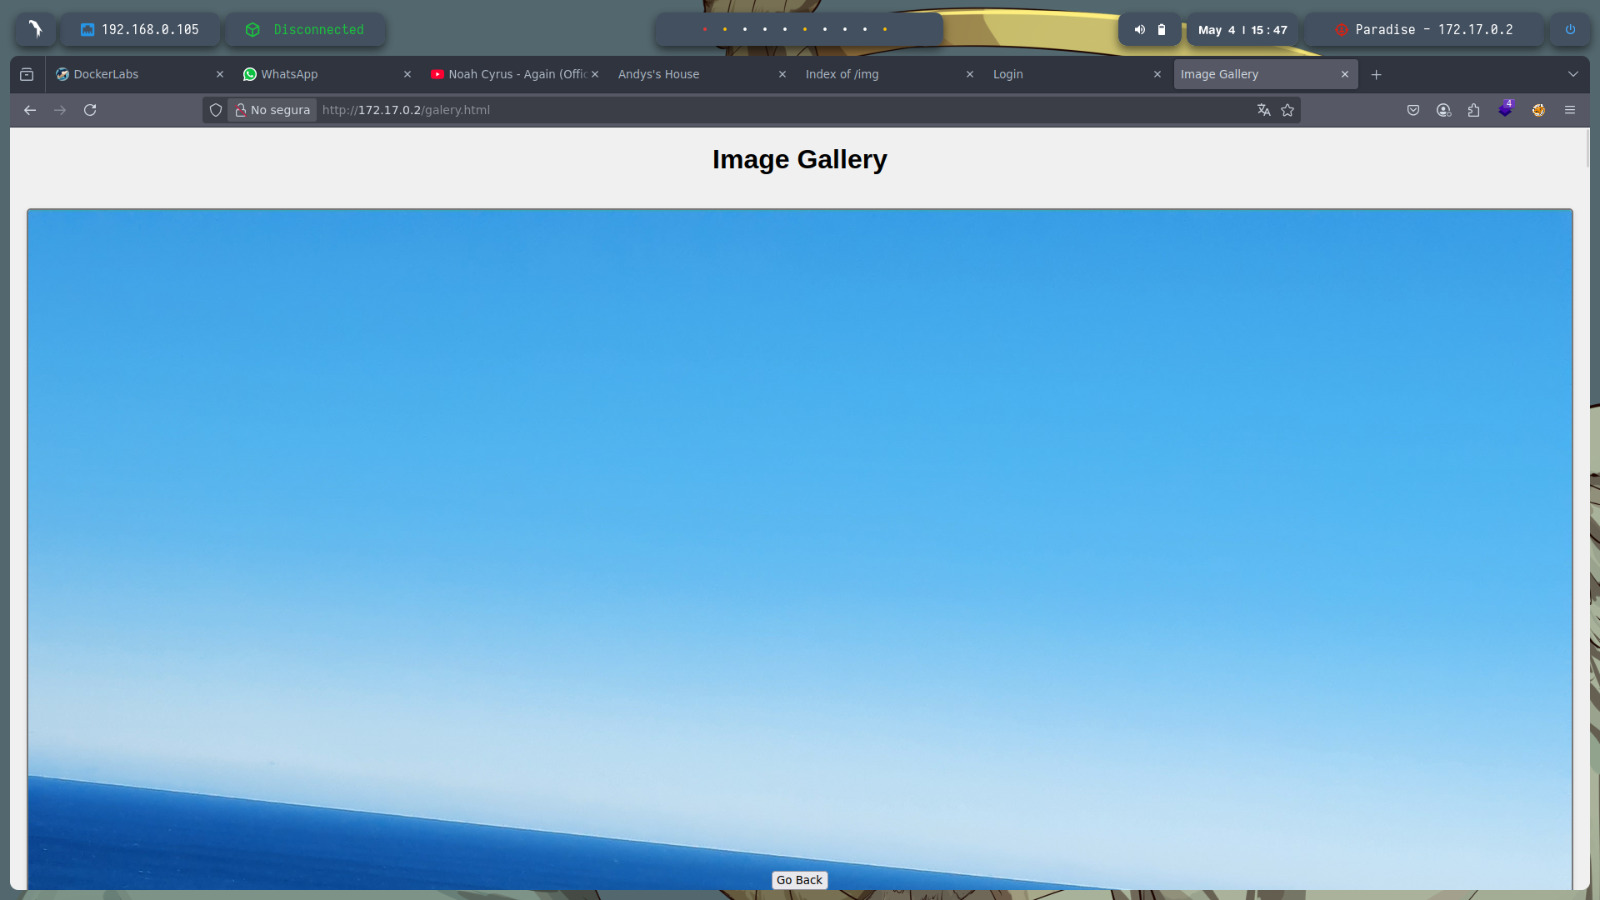 192.168.0.105
Disconnected
May 4 | 15:47
Paradise - 172.17.0.2
DockerLabs
WhatsApp
Noah Cyrus - Again (Offic
Andys's House
Index of /img
Login
Image Gallery
No segura
http://172.17.0.2/galery.html
4
Image Gallery
Go Back